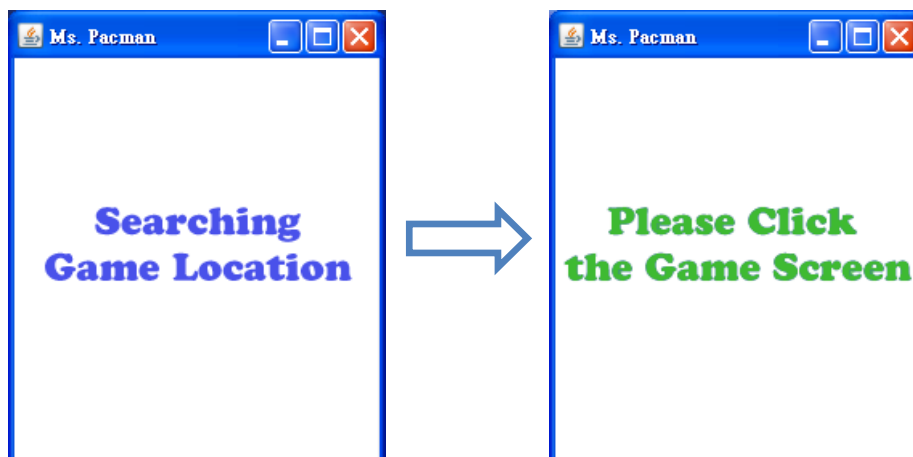 Ms. Pacman
Searching
Game Location
Ms. Pacman
Please Click
the Game Screen